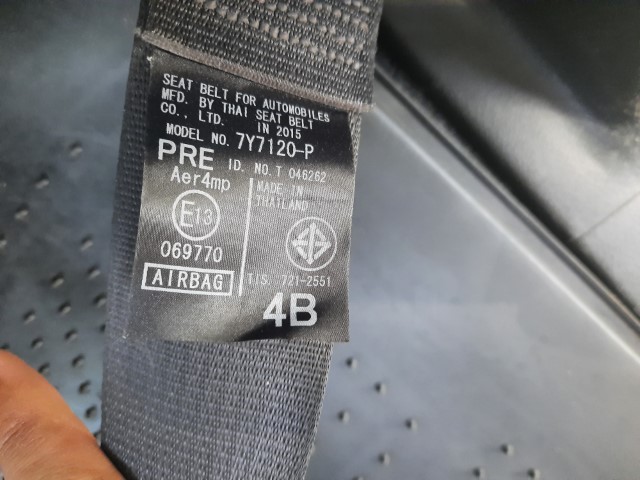 SEAT BELT FOR AUTOMOBILES
MFD. BY THAI SEAT BELT
CO., LTD. IN 2015
MODEL NO. 7Y7120-P
PRE ID. NO. T 046262
Aer4mp
MADE IN
THAILAND
E13
069770
AIRBAG
TIS. 721-2551
4B